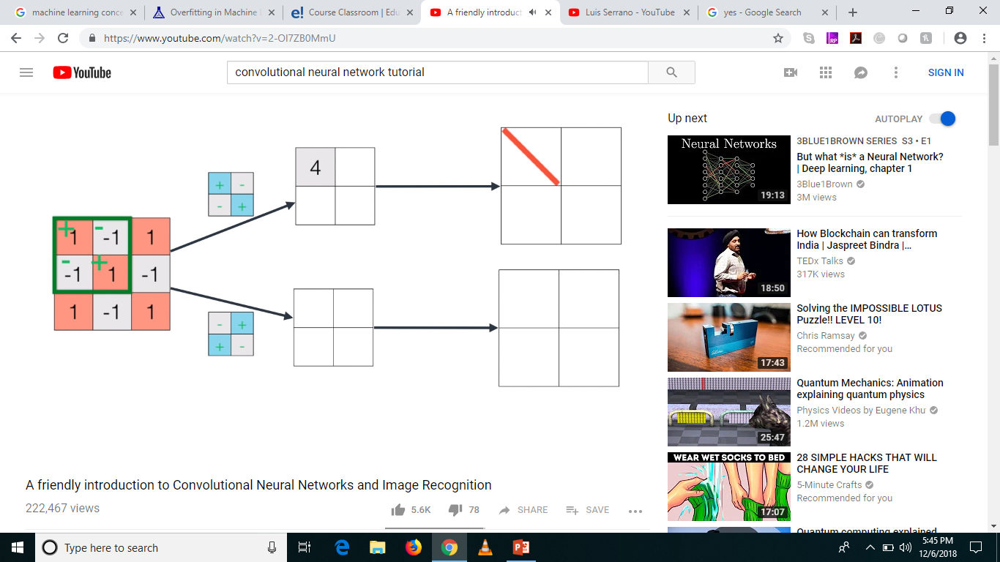 machine learning conce
Overfitting in Machine
Course Classroom | Edu
A friendly introduct
Luis Serrano - YouTube
yes - Google Search
https://www.youtube.com/watch?v=2-Ol7ZB0MmU
RP
YouTube
convolutional neural network tutorial
SIGN IN
4
+ -
- +
+ -
1 -1 1
- +
-1 1 -1
1 -1 1
- +
+ -
A friendly introduction to Convolutional Neural Networks and Image Recognition
222,467 views
5.6K
78
SHARE
SAVE
Up next
AUTOPLAY
Neural Networks
19:13
3BLUE1BROWN SERIES S3 • E1
But what *is* a Neural Network?
| Deep learning, chapter 1
3Blue1Brown
3M views
18:50
How Blockchain can transform
India | Jaspreet Bindra |...
TEDx Talks
317K views
17:43
Solving the IMPOSSIBLE LOTUS
Puzzle!! LEVEL 10!
Chris Ramsay
Recommended for you
25:47
Quantum Mechanics: Animation
explaining quantum physics
Physics Videos by Eugene Khu
1.2M views
WEAR WET SOCKS TO BED
17:07
28 SIMPLE HACKS THAT WILL
CHANGE YOUR LIFE
5-Minute Crafts
Recommended for you
Quantum computing explained
Type here to search
5:45 PM
12/6/2018